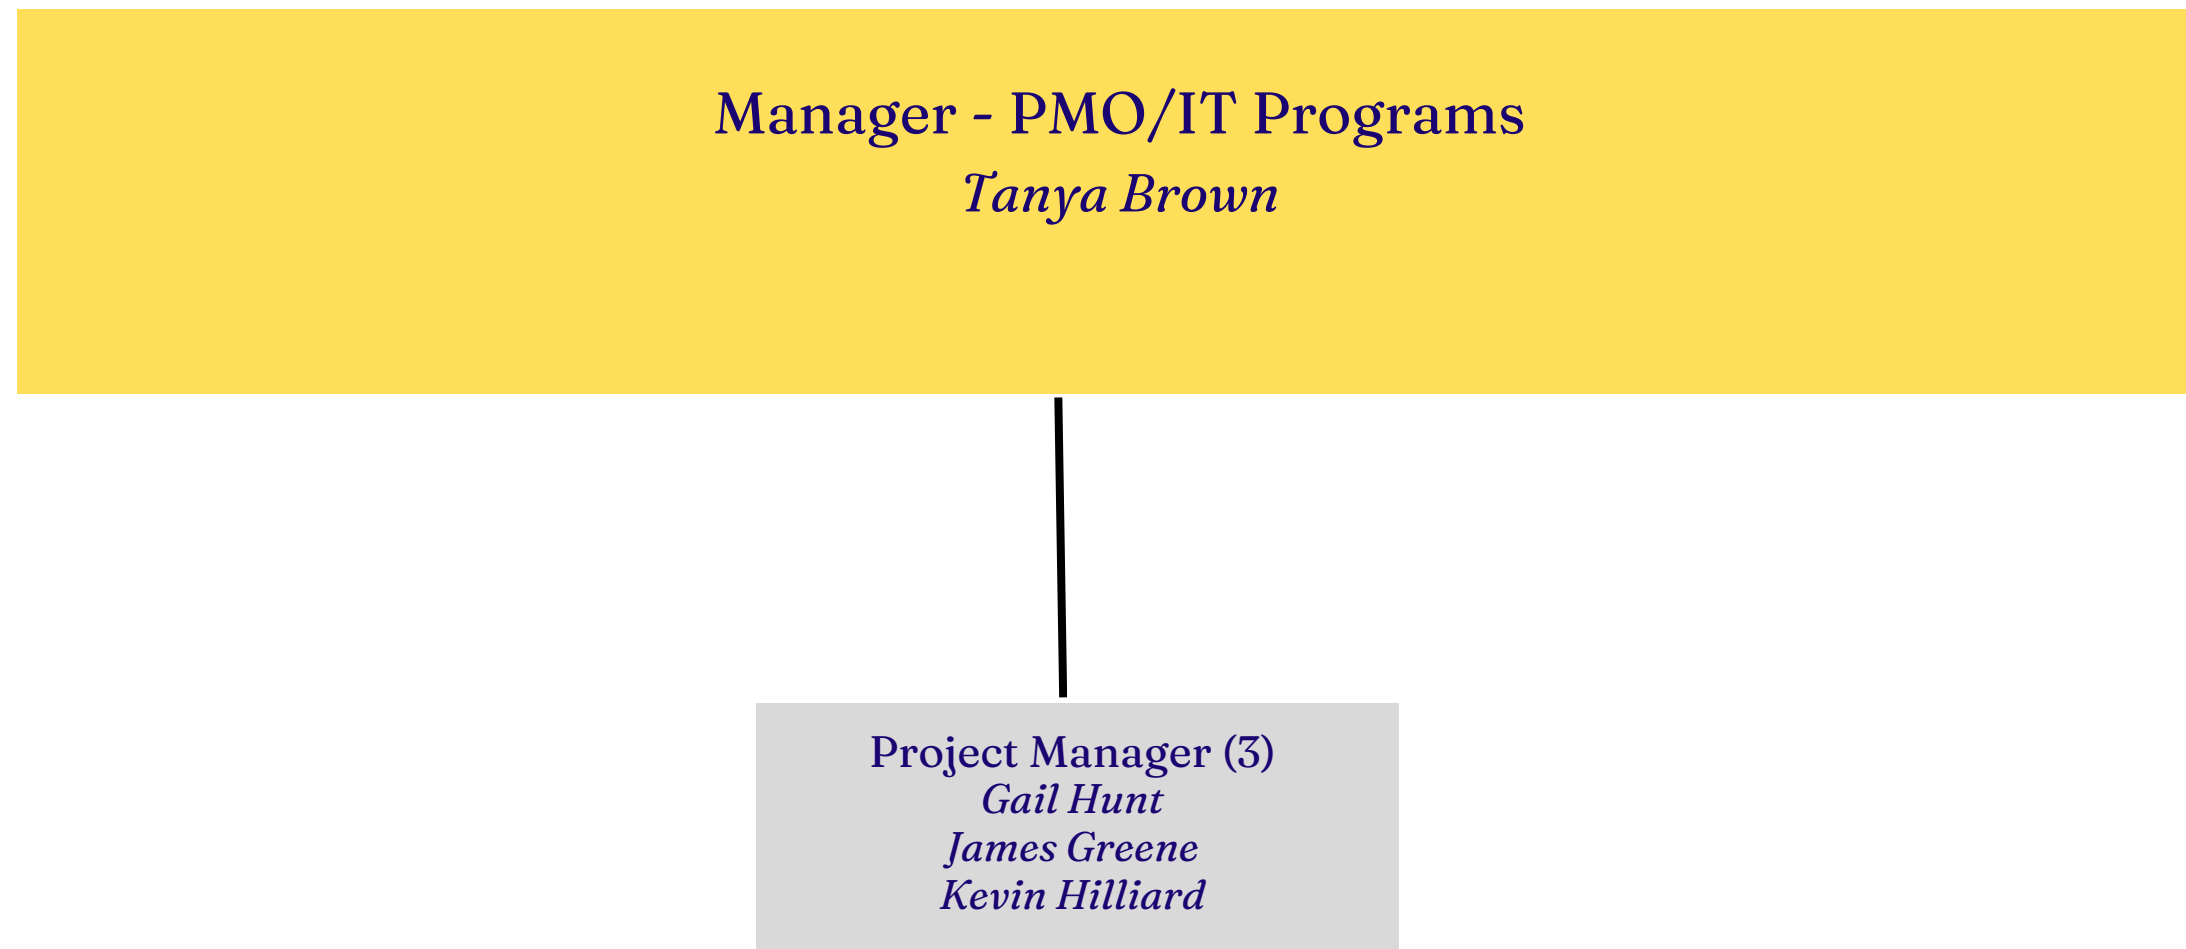 Manager - PMO/IT Programs
Tanya Brown
Project Manager (3)
Gail Hunt
James Greene
Kevin Hilliard